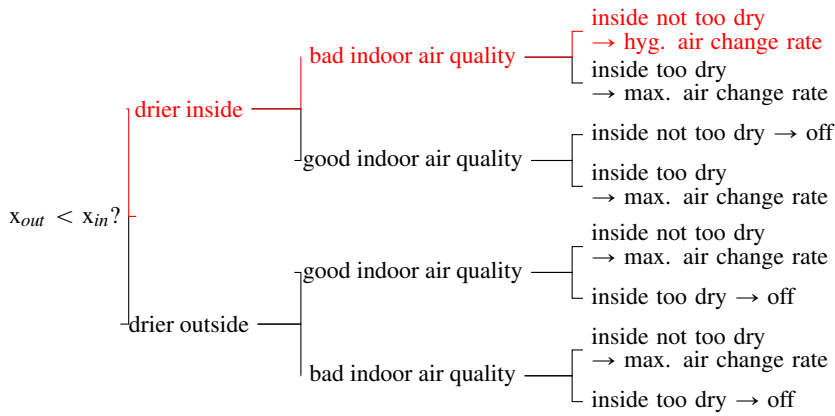 inside not too dry
→ hyg. air change rate
bad indoor air quality
inside too dry
→ max. air change rate
drier inside
inside not too dry → off
good indoor air quality
inside too dry
→ max. air change rate
x_out < x_in?
inside not too dry
→ max. air change rate
good indoor air quality
inside too dry → off
drier outside
inside not too dry
→ max. air change rate
bad indoor air quality
inside too dry → off